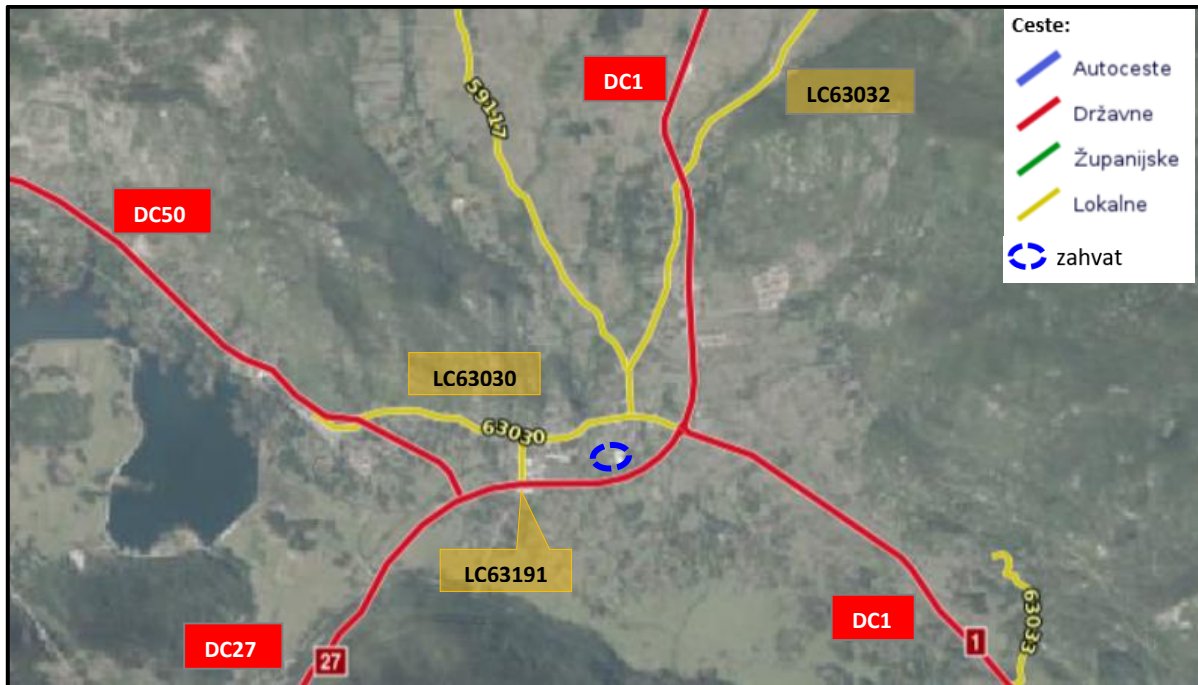 Ceste:
Autoceste
Državne
Županijske
Lokalne
zahvat
DC1
LC63032
59117
DC50
LC63030
63030
LC63191
DC27
27
DC1
1
63033